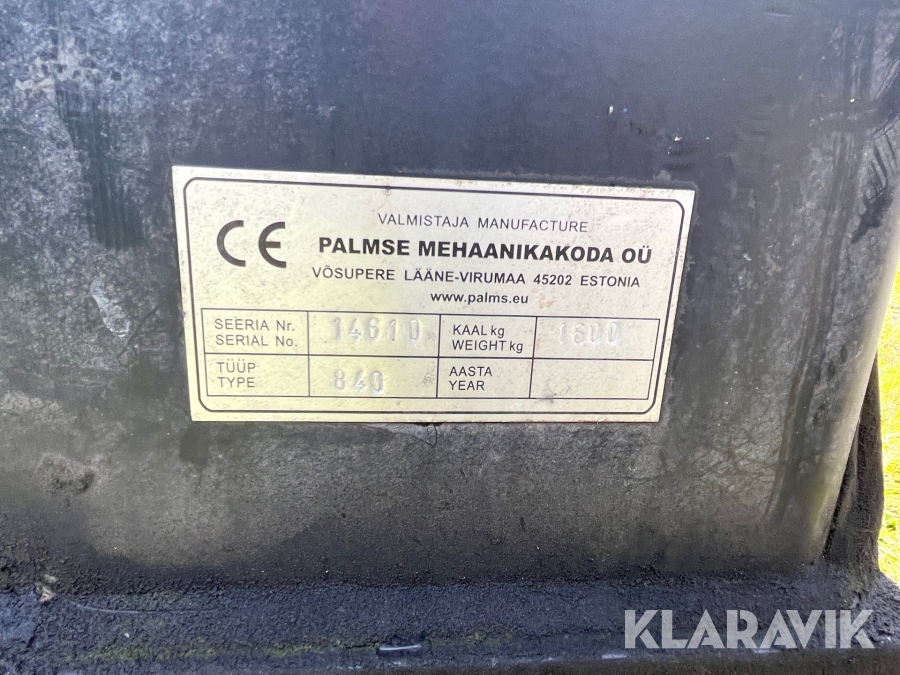 CE
VALMISTAJA MANUFACTURE
PALMSE MEHAANIKAKODA OÜ
VÕSUPERE LÄÄNE-VIRUMAA 45202 ESTONIA
www.palms.eu
SEERIA Nr. 14610 KAAL kg 1600
SERIAL No. WEIGHT kg
TÜÜP 840 AASTA
TYPE YEAR
KLARAVIK